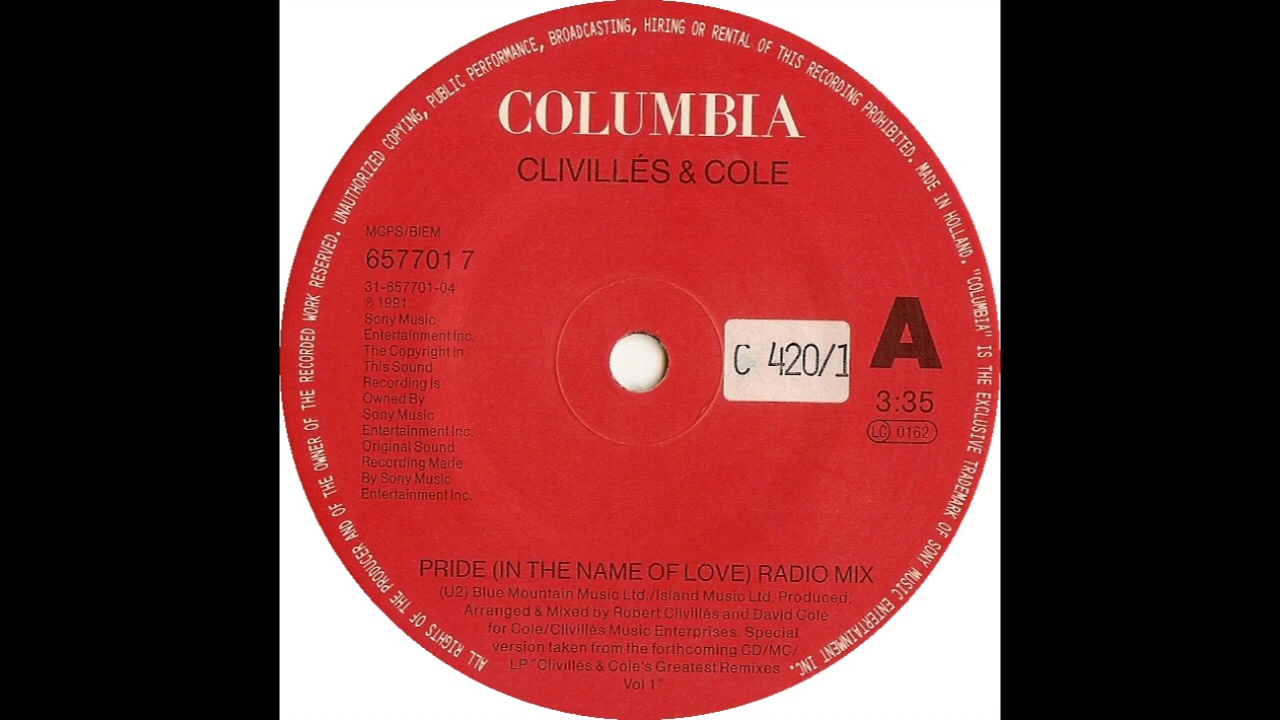 ALL RIGHTS OF THE PRODUCER AND OF THE OWNER OF THE RECORDED WORK RESERVED. UNAUTHORIZED COPYING, PUBLIC PERFORMANCE, BROADCASTING, HIRING OR RENTAL OF THIS RECORDING PROHIBITED. MADE IN HOLLAND. "COLUMBIA" IS THE EXCLUSIVE TRADEMARK OF SONY MUSIC ENTERTAINMENT INC.
COLUMBIA
CLIVILLÉS & COLE
MCPS/BIEM
657701 7
31-657701-04
℗ 1991
Sony Music
Entertainment Inc.
The Copyright In
This Sound
Recording Is
Owned By
Sony Music
Entertainment Inc.
Original Sound
Recording Made
By Sony Music
Entertainment Inc.
C 420/1
A
3:35
LC 0162
PRIDE (IN THE NAME OF LOVE) RADIO MIX
(U2) Blue Mountain Music Ltd./Island Music Ltd. Produced,
Arranged & Mixed by Robert Clivillés and David Cole
for Cole/Clivillés Music Enterprises. Special
version taken from the forthcoming CD/MC/
LP "Clivillés & Cole's Greatest Remixes
Vol 1"